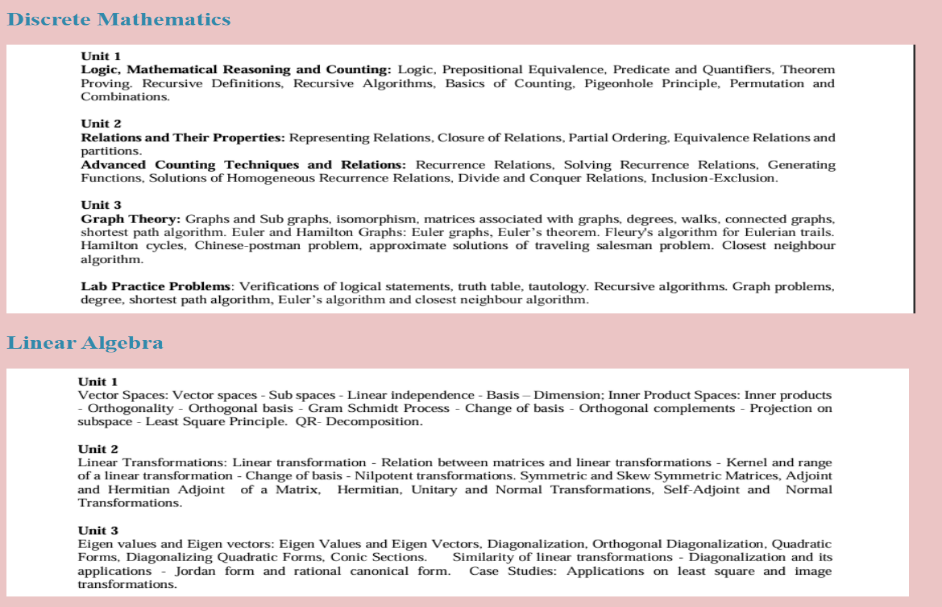 Discrete Mathematics
Unit 1
Logic, Mathematical Reasoning and Counting: Logic, Prepositional Equivalence, Predicate and Quantifiers, Theorem
Proving. Recursive Definitions, Recursive Algorithms, Basics of Counting, Pigeonhole Principle, Permutation and
Combinations.
Unit 2
Relations and Their Properties: Representing Relations, Closure of Relations, Partial Ordering, Equivalence Relations and
partitions.
Advanced Counting Techniques and Relations: Recurrence Relations, Solving Recurrence Relations, Generating
Functions, Solutions of Homogeneous Recurrence Relations, Divide and Conquer Relations, Inclusion-Exclusion.
Unit 3
Graph Theory: Graphs and Sub graphs, isomorphism, matrices associated with graphs, degrees, walks, connected graphs,
shortest path algorithm. Euler and Hamilton Graphs: Euler graphs, Euler's theorem. Fleury's algorithm for Eulerian trails.
Hamilton cycles, Chinese-postman problem, approximate solutions of traveling salesman problem. Closest neighbour
algorithm.
Lab Practice Problems: Verifications of logical statements, truth table, tautology. Recursive algorithms. Graph problems,
degree, shortest path algorithm, Euler's algorithm and closest neighbour algorithm.
Linear Algebra
Unit 1
Vector Spaces: Vector spaces - Sub spaces - Linear independence - Basis – Dimension; Inner Product Spaces: Inner products
- Orthogonality - Orthogonal basis - Gram Schmidt Process - Change of basis - Orthogonal complements - Projection on
subspace - Least Square Principle. QR- Decomposition.
Unit 2
Linear Transformations: Linear transformation - Relation between matrices and linear transformations - Kernel and range
of a linear transformation - Change of basis - Nilpotent transformations. Symmetric and Skew Symmetric Matrices, Adjoint
and Hermitian Adjoint of a Matrix, Hermitian, Unitary and Normal Transformations, Self-Adjoint and Normal
Transformations.
Unit 3
Eigen values and Eigen vectors: Eigen Values and Eigen Vectors, Diagonalization, Orthogonal Diagonalization, Quadratic
Forms, Diagonalizing Quadratic Forms, Conic Sections. Similarity of linear transformations - Diagonalization and its
applications - Jordan form and rational canonical form. Case Studies: Applications on least square and image
transformations.